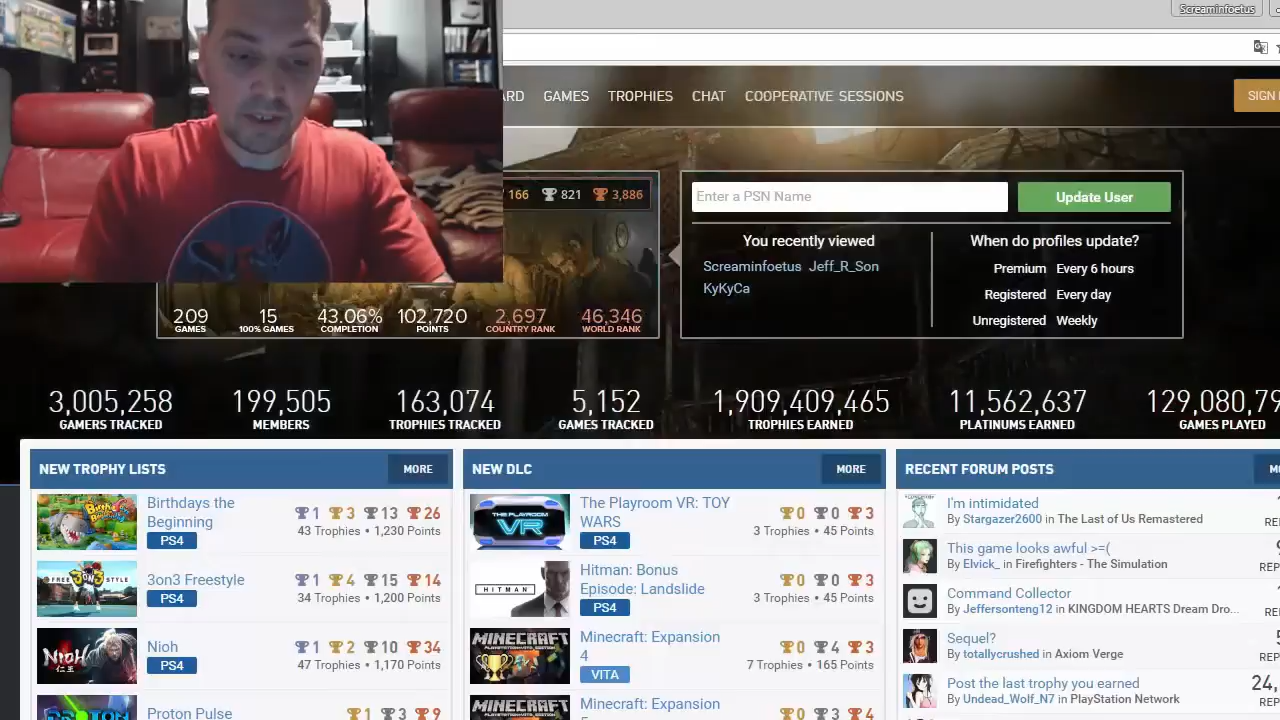 Screaminfoetus
GAMES TROPHIES CHAT COOPERATIVE SESSIONS
SIGN
166 821 3,886
Enter a PSN Name
Update User
You recently viewed
Screaminfoetus Jeff_R_Son
KyKyCa
When do profiles update?
Premium Every 6 hours
Registered Every day
Unregistered Weekly
209 15 43.06% 102,720 2,697 46,346
GAMES 100% GAMES COMPLETION POINTS COUNTRY RANK WORLD RANK
3,005,258 199,505 163,074 5,152 1,909,409,465 11,562,637 129,080,79
GAMERS TRACKED MEMBERS TROPHIES TRACKED GAMES TRACKED TROPHIES EARNED PLATINUMS EARNED GAMES PLAYED
NEW TROPHY LISTS MORE
Birthdays the
Beginning
PS4
1 3 13 26
43 Trophies • 1,230 Points
3on3 Freestyle
PS4
1 4 15 14
34 Trophies • 1,200 Points
Nioh
PS4
1 2 10 34
47 Trophies • 1,170 Points
Proton Pulse
1 3 9
NEW DLC MORE
THE PLAYROOM
VR
The Playroom VR: TOY
WARS
PS4
0 0 3
3 Trophies • 45 Points
HITMAN
Hitman: Bonus
Episode: Landslide
PS4
0 0 3
3 Trophies • 45 Points
MINECRAFT
Minecraft: Expansion
4
VITA
0 4 3
7 Trophies • 165 Points
MINECRAFT
Minecraft: Expansion
0 3 4
RECENT FORUM POSTS
I'm intimidated
By Stargazer2600 in The Last of Us Remastered
This game looks awful >=(
By Elvick_ in Firefighters - The Simulation
Command Collector
By Jeffersonteng12 in KINGDOM HEARTS Dream Dro...
Sequel?
By totallycrushed in Axiom Verge
Post the last trophy you earned
By Undead_Wolf_N7 in PlayStation Network
24,